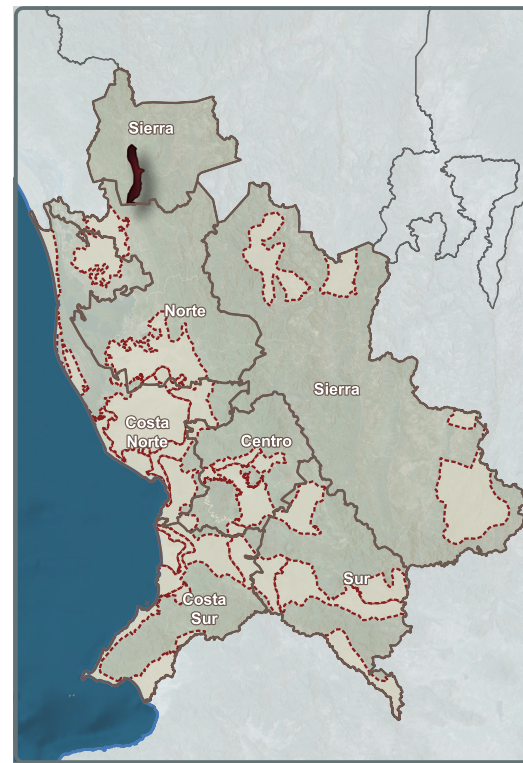 Sierra
Norte
Sierra
Costa
Norte
Centro
Sur
Costa
Sur